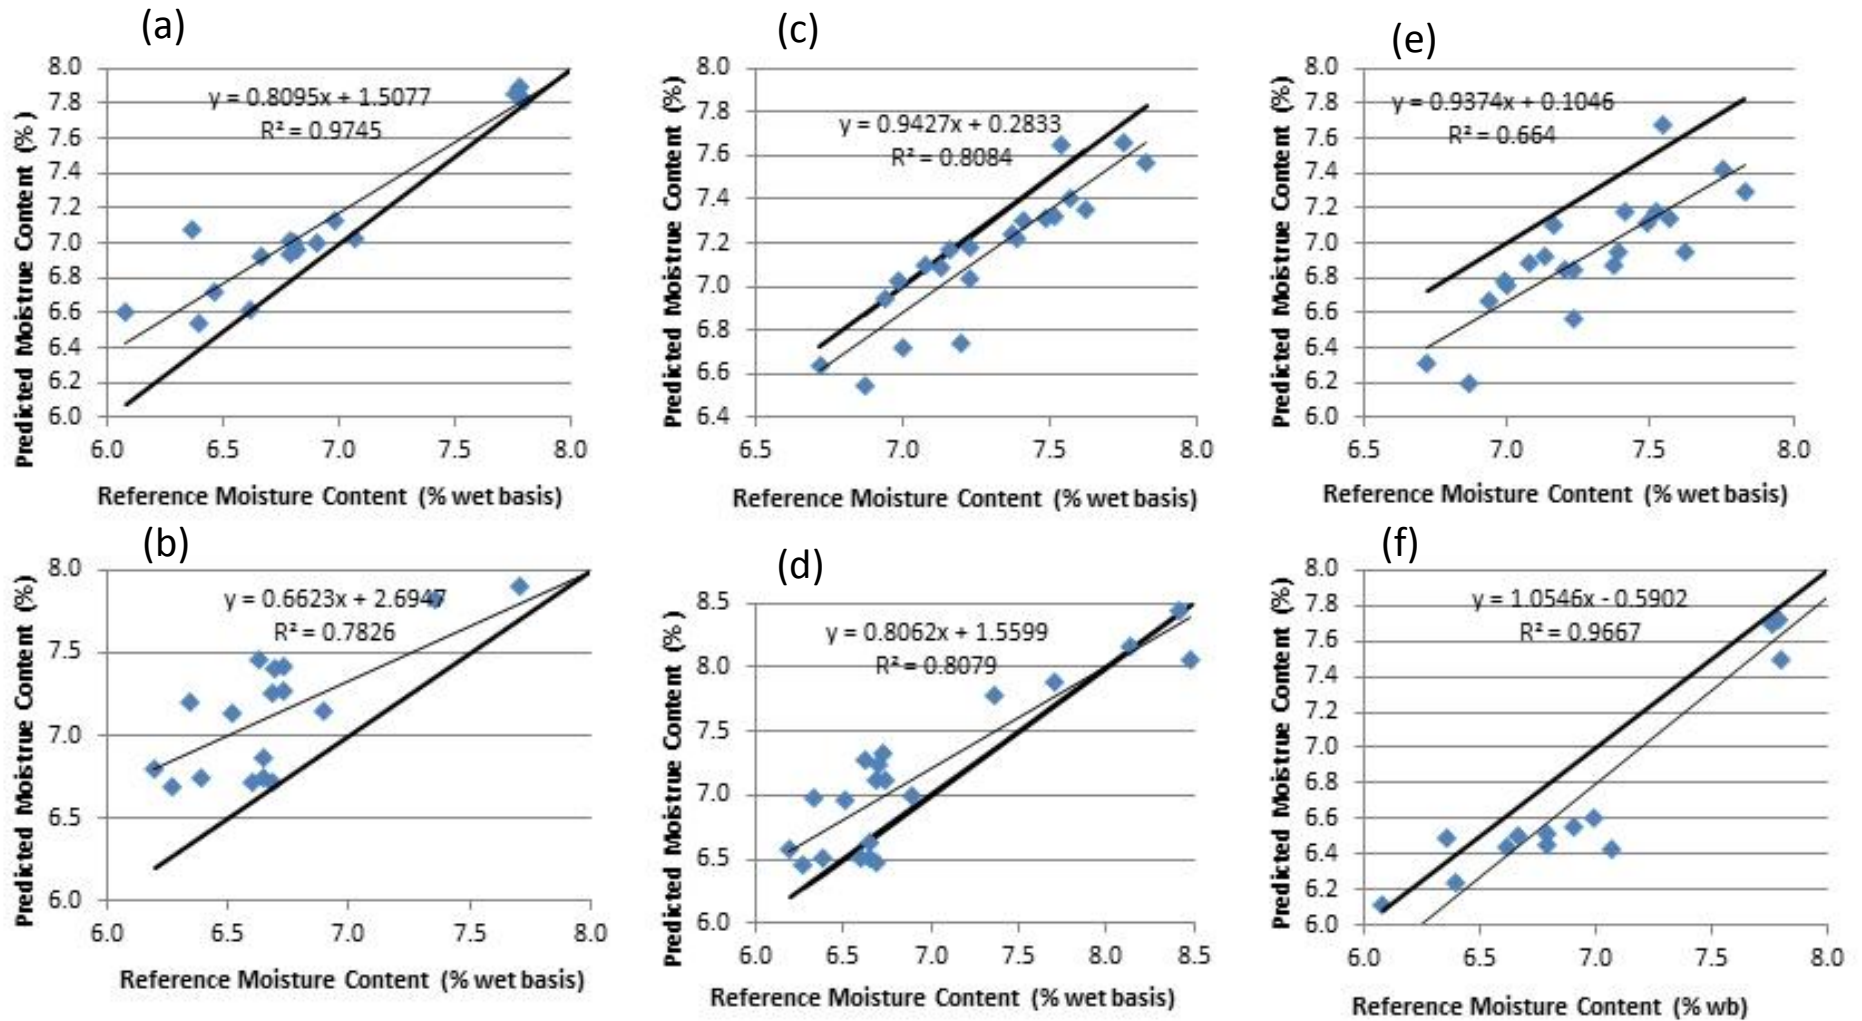 (a)
8.0
7.8
7.6
7.4
7.2
7.0
6.8
6.6
6.4
6.2
6.0
Predicted Moistrue Content (%)
y = 0.8095x + 1.5077
R² = 0.9745
6.0 6.5 7.0 7.5 8.0
Reference Moisture Content (% wet basis)
(c)
8.0
7.8
7.6
7.4
7.2
7.0
6.8
6.6
6.4
Predicted Moistrue Content (%)
y = 0.9427x + 0.2833
R² = 0.8084
6.5 7.0 7.5 8.0
Reference Moisture Content (% wet basis)
(e)
8.0
7.8
7.6
7.4
7.2
7.0
6.8
6.6
6.4
6.2
6.0
Predicted Moistrue Content (%)
y = 0.9374x + 0.1046
R² = 0.664
6.5 7.0 7.5 8.0
Reference Moisture Content (% wet basis)
(b)
8.0
7.5
7.0
6.5
6.0
Predicted Moistrue Content (%)
y = 0.6623x + 2.6947
R² = 0.7826
6.0 6.5 7.0 7.5 8.0
Reference Moisture Content (% wet basis)
(d)
8.5
8.0
7.5
7.0
6.5
6.0
Predicted Moistrue Content (%)
y = 0.8062x + 1.5599
R² = 0.8079
6.0 6.5 7.0 7.5 8.0 8.5
Reference Moisture Content (% wet basis)
(f)
8.0
7.8
7.6
7.4
7.2
7.0
6.8
6.6
6.4
6.2
6.0
Predicted Moistrue Content (%)
y = 1.0546x - 0.5902
R² = 0.9667
6.0 6.5 7.0 7.5 8.0
Reference Moisture Content (% wb)